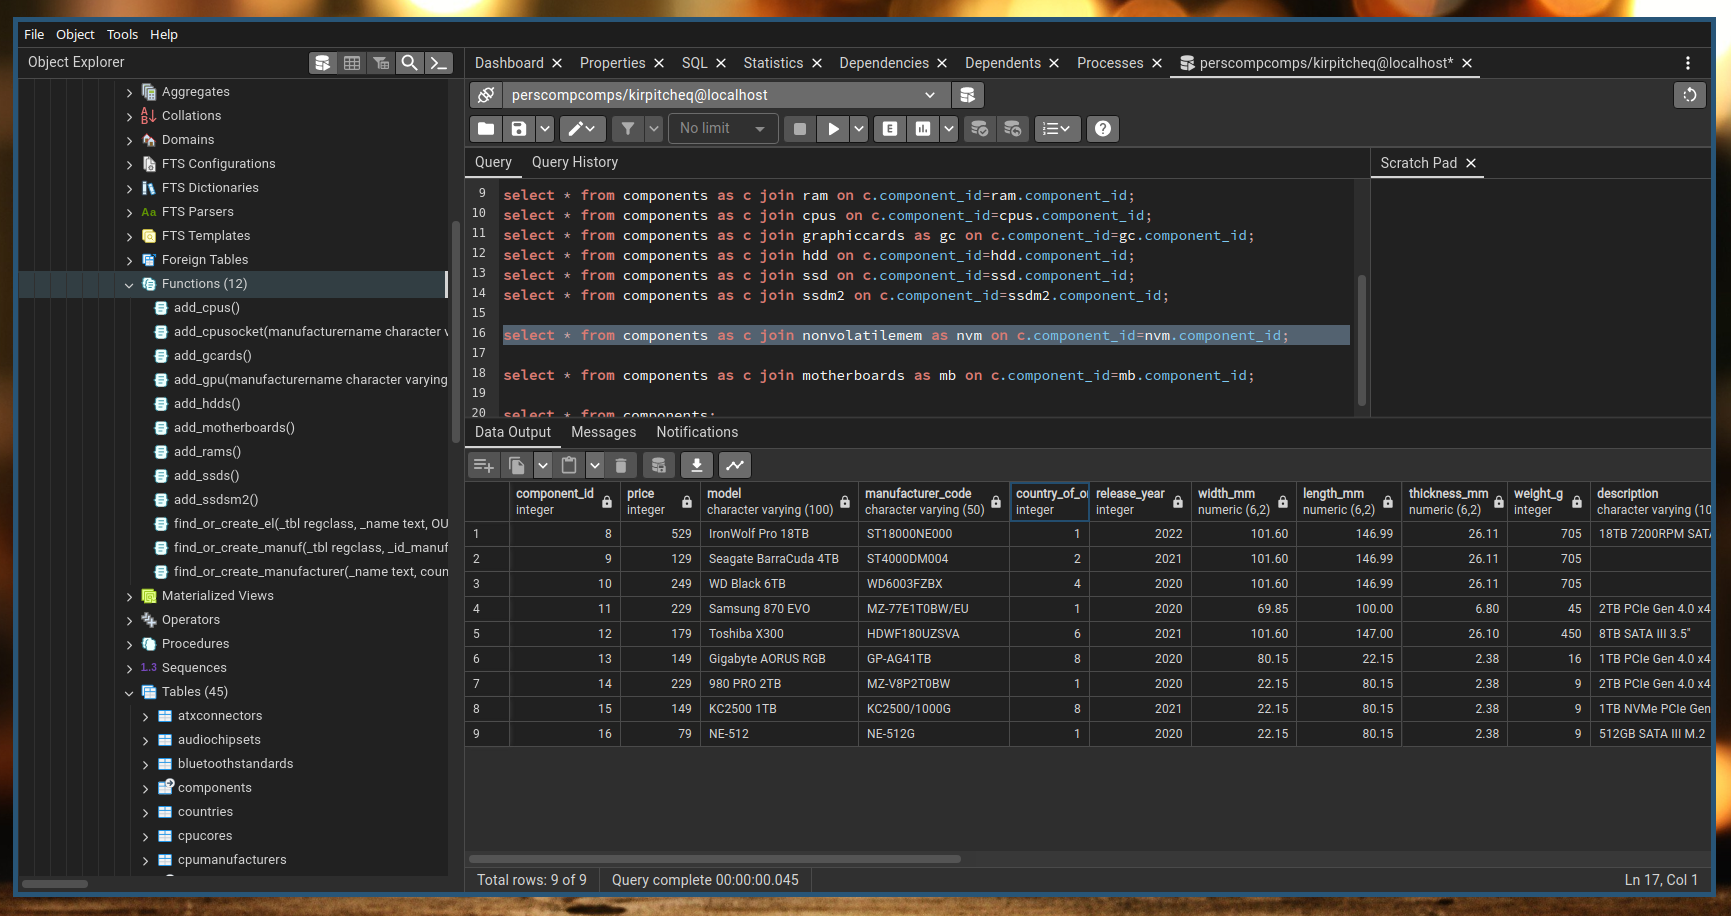 File Object Tools Help
Object Explorer
Dashboard Properties SQL Statistics Dependencies Dependents Processes perscompcomps/kirpitcheq@localhost*
Aggregates
Collations
Domains
FTS Configurations
FTS Dictionaries
FTS Parsers
FTS Templates
Foreign Tables
Functions (12)
add_cpus()
add_cpusocket(manufacturername character v
add_gcards()
add_gpu(manufacturername character varying
add_hdds()
add_motherboards()
add_rams()
add_ssds()
add_ssdsm2()
find_or_create_el(_tbl regclass, _name text, OU
find_or_create_manuf(_tbl regclass, _id_manuf
find_or_create_manufacturer(_name text, coun
Materialized Views
Operators
Procedures
1..3 Sequences
Tables (45)
atxconnectors
audiochipsets
bluetoothstandards
components
countries
cpucores
cpumanufacturers
perscompcomps/kirpitcheq@localhost
No limit
Query Query History
Scratch Pad
9 select * from components as c join ram on c.component_id=ram.component_id;
10 select * from components as c join cpus on c.component_id=cpus.component_id;
11 select * from components as c join graphiccards as gc on c.component_id=gc.component_id;
12 select * from components as c join hdd on c.component_id=hdd.component_id;
13 select * from components as c join ssd on c.component_id=ssd.component_id;
14 select * from components as c join ssdm2 on c.component_id=ssdm2.component_id;
15
16 select * from components as c join nonvolatilemem as nvm on c.component_id=nvm.component_id;
17
18 select * from components as c join motherboards as mb on c.component_id=mb.component_id;
19
20 select * from components;
Data Output Messages Notifications
component_id price model manufacturer_code country_of_o release_year width_mm length_mm thickness_mm weight_g description
integer integer character varying (100) character varying (50) integer integer numeric (6,2) numeric (6,2) numeric (6,2) integer character varying (10
1 8 529 IronWolf Pro 18TB ST18000NE000 1 2022 101.60 146.99 26.11 705 18TB 7200RPM SATA
2 9 129 Seagate BarraCuda 4TB ST4000DM004 2 2021 101.60 146.99 26.11 705
3 10 249 WD Black 6TB WD6003FZBX 4 2020 101.60 146.99 26.11 705
4 11 229 Samsung 870 EVO MZ-77E1T0BW/EU 1 2020 69.85 100.00 6.80 45 2TB PCIe Gen 4.0 x4
5 12 179 Toshiba X300 HDWF180UZSVA 6 2021 101.60 147.00 26.10 450 8TB SATA III 3.5"
6 13 149 Gigabyte AORUS RGB GP-AG41TB 8 2020 80.15 22.15 2.38 16 1TB PCIe Gen 4.0 x4
7 14 229 980 PRO 2TB MZ-V8P2T0BW 1 2020 22.15 80.15 2.38 9 2TB PCIe Gen 4.0 x4
8 15 149 KC2500 1TB KC2500/1000G 8 2021 22.15 80.15 2.38 9 1TB NVMe PCIe Gen
9 16 79 NE-512 NE-512G 1 2020 22.15 80.15 2.38 9 512GB SATA III M.2
Total rows: 9 of 9 Query complete 00:00:00.045 Ln 17, Col 1